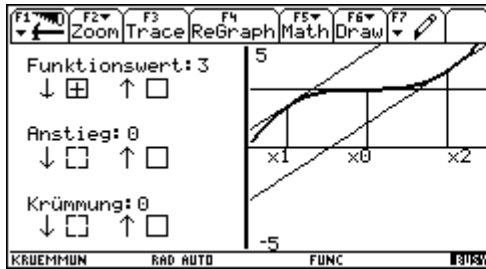 F1 F2 F3 F4 F5 F6 F7
Zoom Trace ReGraph Math Draw
Funktionswert: 3
↓ ↑
Anstieg: 0
↓ ↑
Krümmung: 0
↓ ↑
5
x1 x0 x2
-5
KRUEMMUN RAD AUTO FUNC BUSY